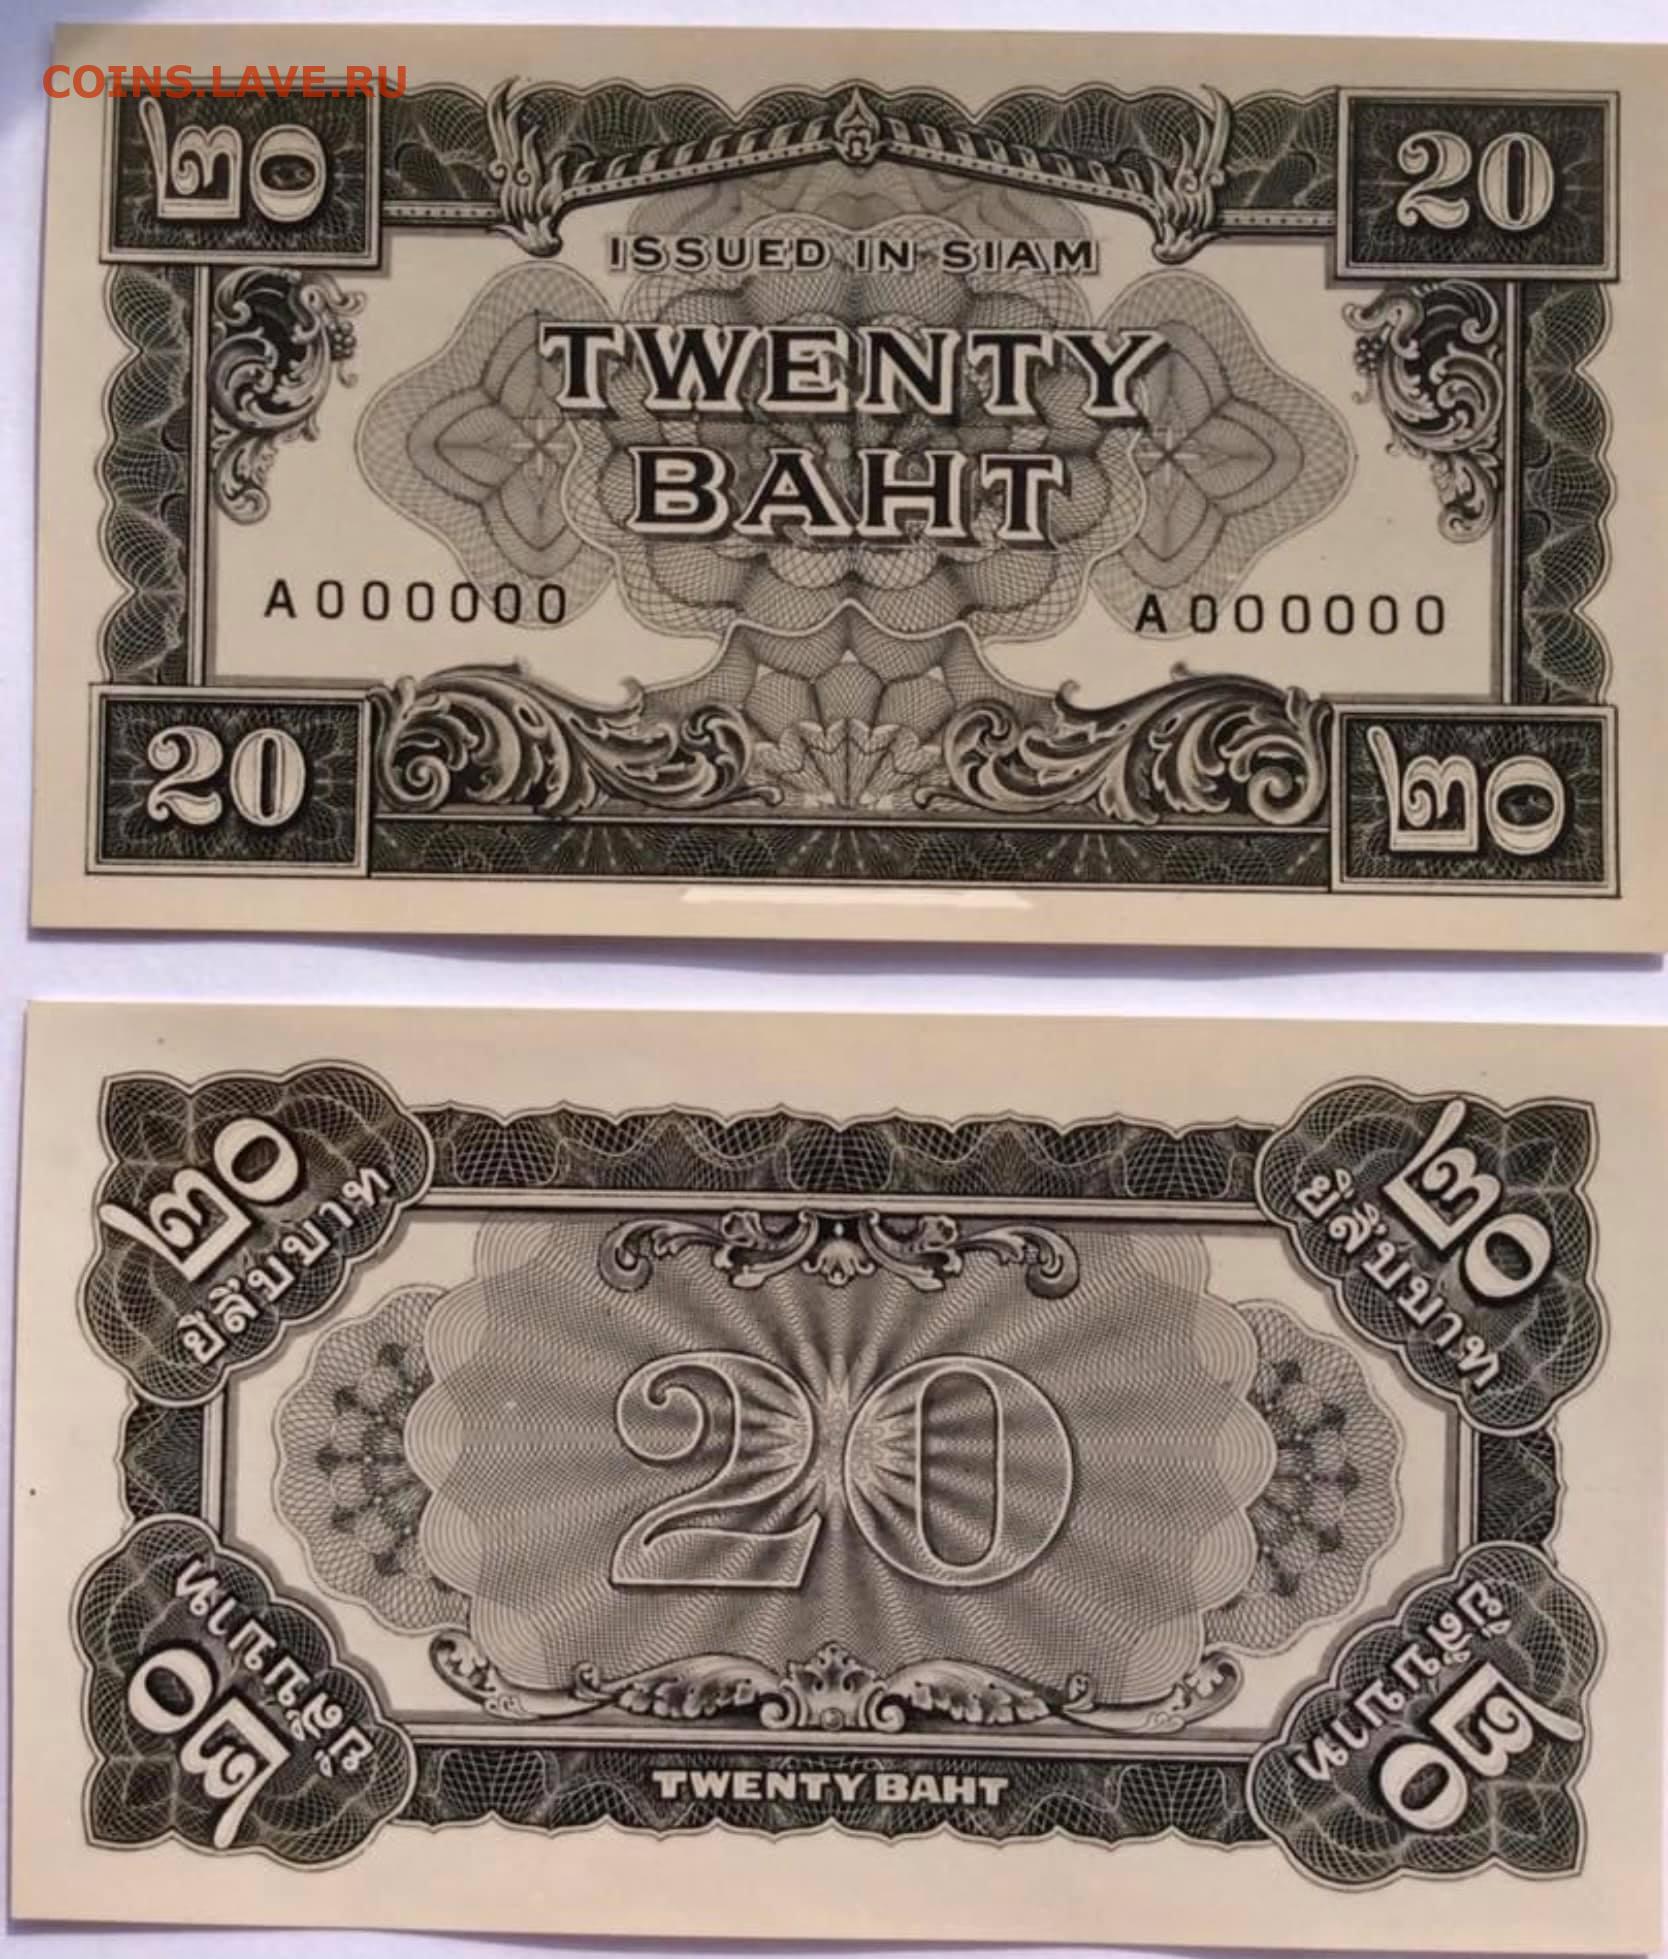 COINS.LAVE.RU
๒๐
20
ISSUED IN SIAM
TWENTY
BAHT
A000000
A000000
20
๒๐
๒๐
ยี่สิบบาท
๒๐
ยี่สิบบาท
20
ยี่สิบบาท
๒๐
ยี่สิบบาท
๒๐
TWENTY BAHT